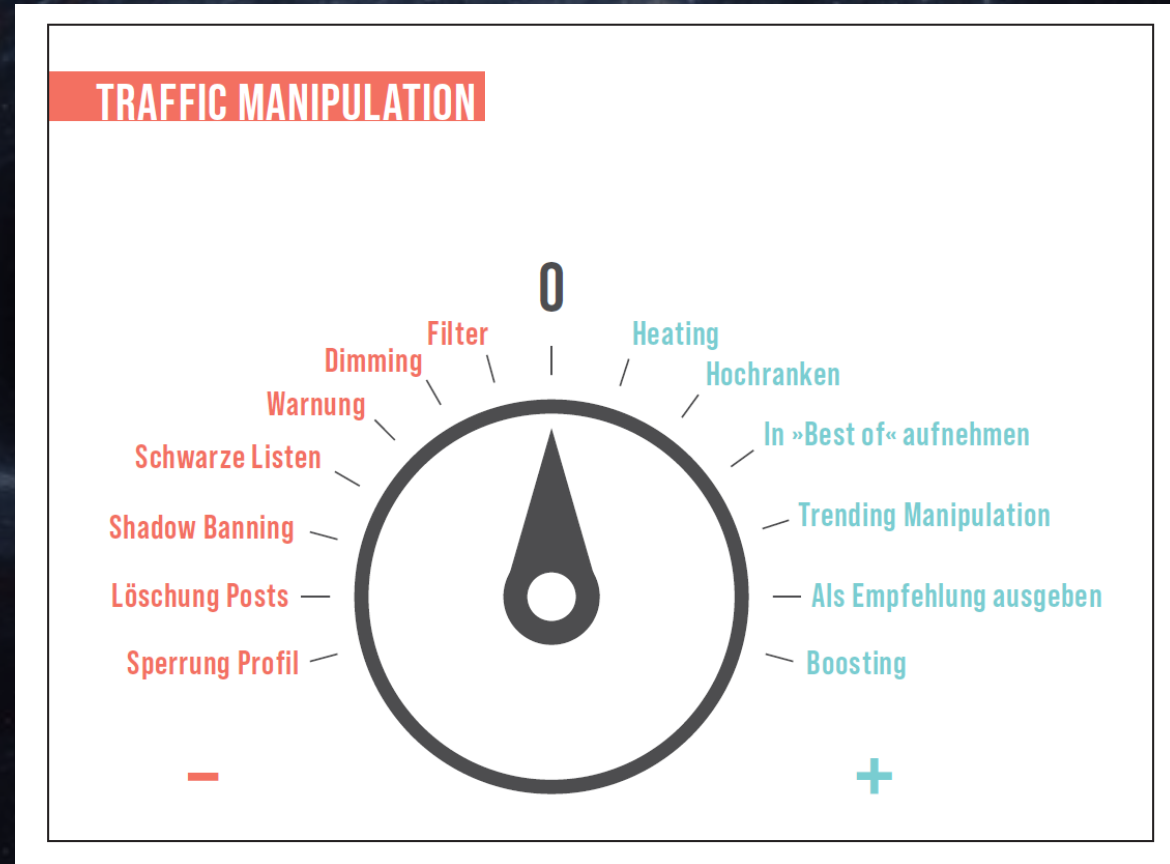 TRAFFIC MANIPULATION
0
Filter
Dimming
Warnung
Schwarze Listen
Shadow Banning
Löschung Posts
Sperrung Profil
–
Heating
Hochranken
In »Best of« aufnehmen
Trending Manipulation
Als Empfehlung ausgeben
Boosting
+